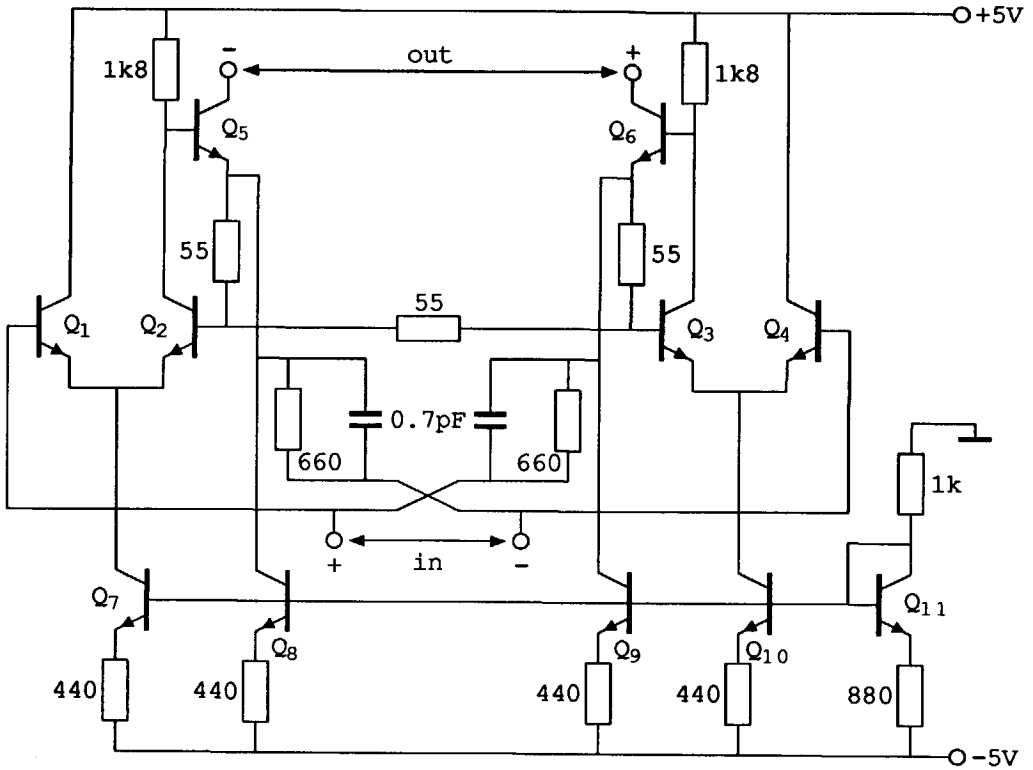 +5V
- out +
1k8
1k8
Q5
Q6
55
55
55
Q1
Q2
Q3
Q4
0.7pF
660
660
1k
+ in -
Q7
Q8
Q9
Q10
Q11
440
440
440
440
880
-5V